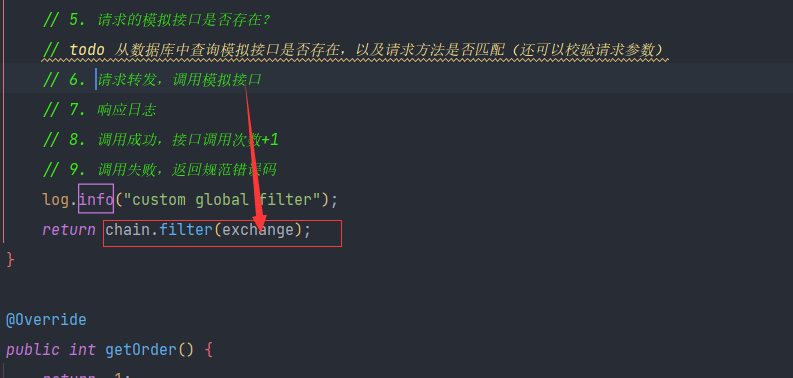 // 5. 请求的模拟接口是否存在？
// todo 从数据库中查询模拟接口是否存在，以及请求方法是否匹配（还可以校验请求参数）
// 6. 请求转发，调用模拟接口
// 7. 响应日志
// 8. 调用成功，接口调用次数+1
// 9. 调用失败，返回规范错误码
log.info("custom global filter");
return chain.filter(exchange);
}
@Override
public int getOrder() {
return -1;